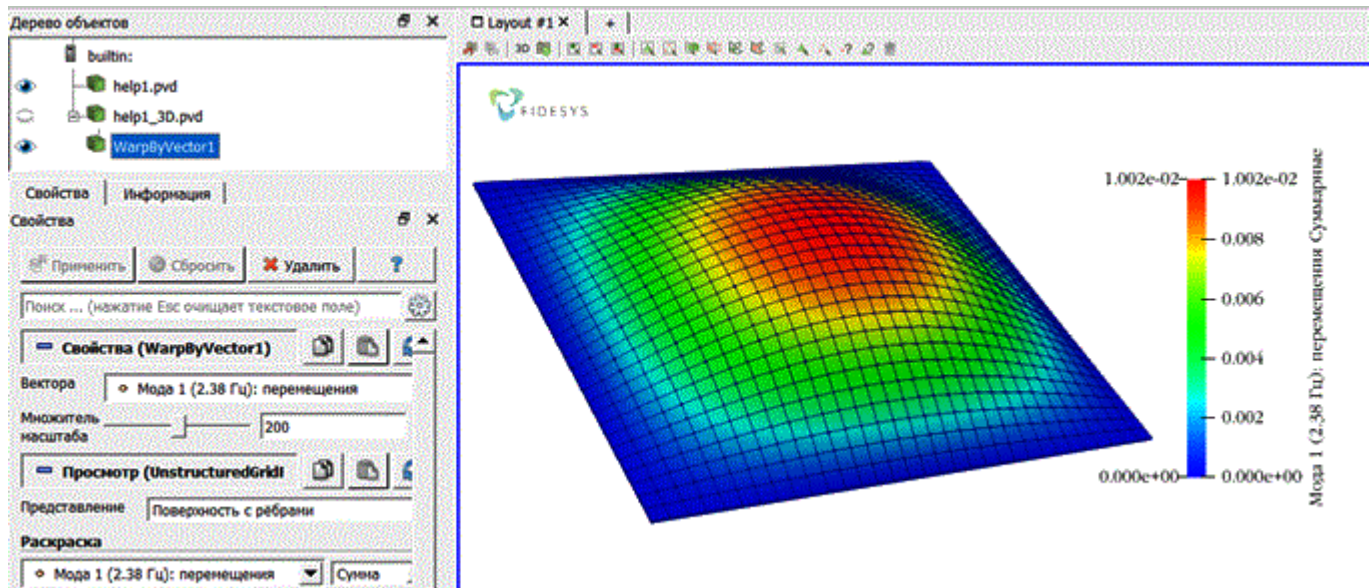 Дерево объектов
builtin:
help1.pvd
help1_3D.pvd
WarpByVector1
Свойства
Информация
Свойства
Применить
Сбросить
Удалить
?
Поиск ... (нажатие Esc очищает текстовое поле)
Свойства (WarpByVector1)
Вектора
Мода 1 (2.38 Гц): перемещения
Множитель
масштаба
200
Просмотр (UnstructuredGridI
Представление
Поверхность с рёбрами
Раскраска
Мода 1 (2.38 Гц): перемещения
Сумма
Layout #1
+
3D
FIDESYS
1.002e-02
1.002e-02
0.008
0.006
0.004
0.002
0.000e+00
0.000e+00
Мода 1 (2.38 Гц): перемещения Суммарные